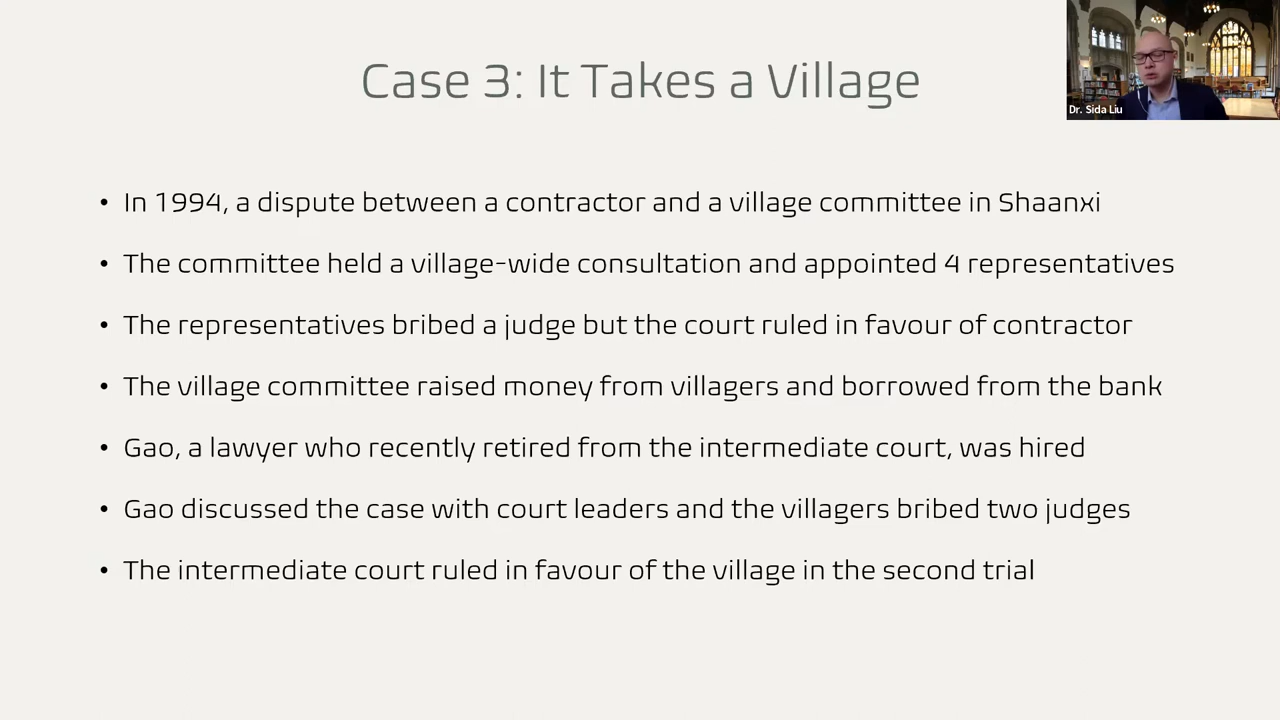 Case 3: It Takes a Village
Dr. Sida Liu
• In 1994, a dispute between a contractor and a village committee in Shaanxi
• The committee held a village-wide consultation and appointed 4 representatives
• The representatives bribed a judge but the court ruled in favour of contractor
• The village committee raised money from villagers and borrowed from the bank
• Gao, a lawyer who recently retired from the intermediate court, was hired
• Gao discussed the case with court leaders and the villagers bribed two judges
• The intermediate court ruled in favour of the village in the second trial